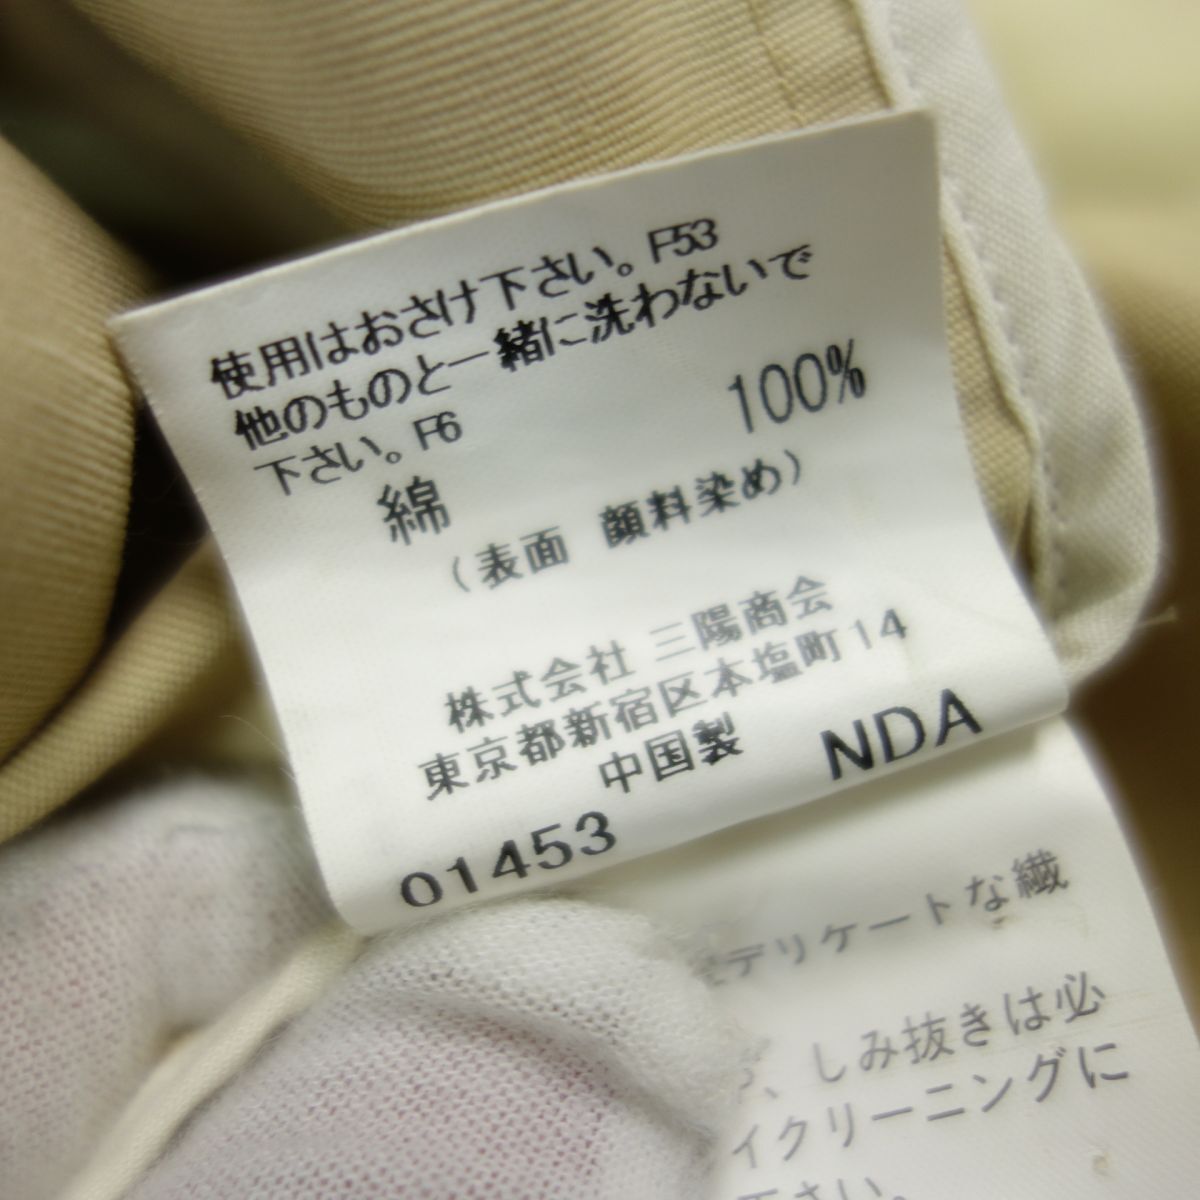 使用はおさけ下さい。F53
他のものと一緒に洗わないで
下さい。F6
綿 100%
(表面 顔料染め)
株式会社 三陽商会
東京都新宿区本塩町14
中国製 NDA
01453
デリケートな繊
、しみ抜きは必
イクリーニングに
さい。